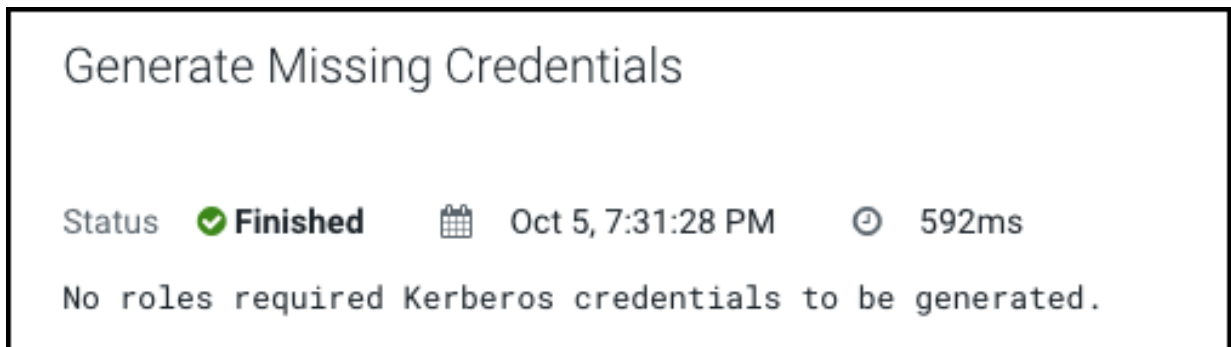 Generate Missing Credentials
Status Finished Oct 5, 7:31:28 PM 592ms
No roles required Kerberos credentials to be generated.